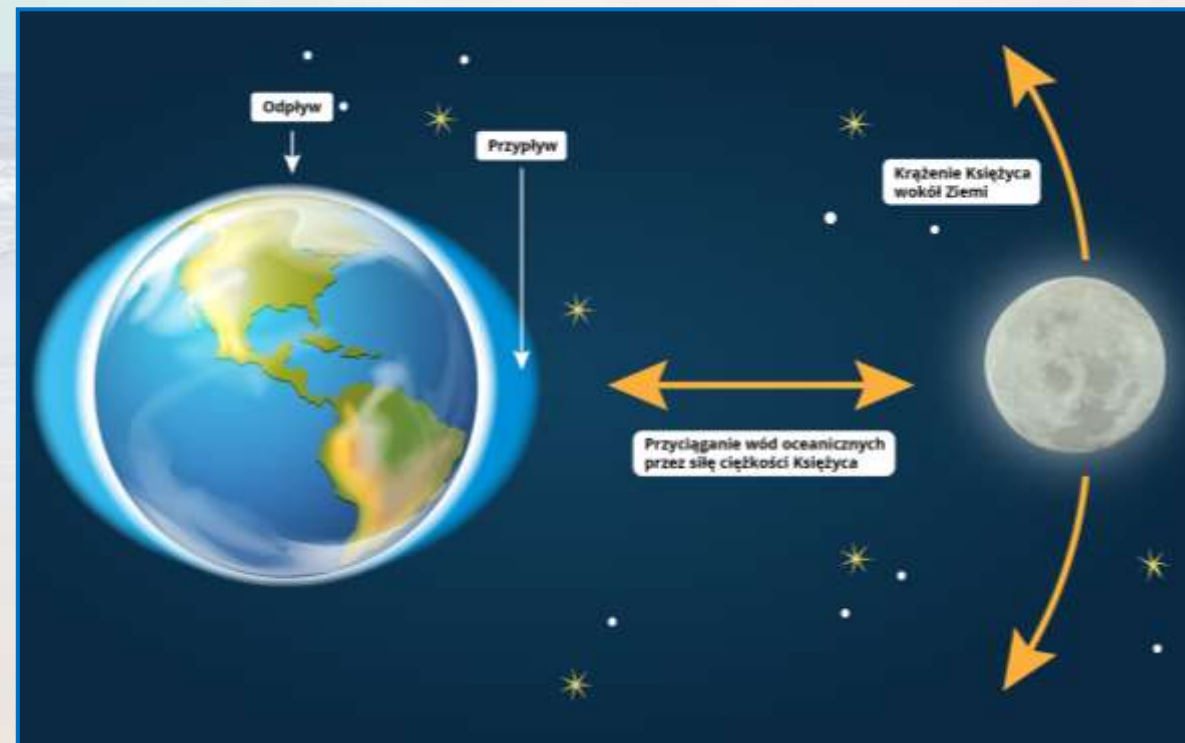 Odpływ
Przypływ
Krążenie Księżyca
wokół Ziemi
Przyciąganie wód oceanicznych
przez siłę ciężkości Księżyca